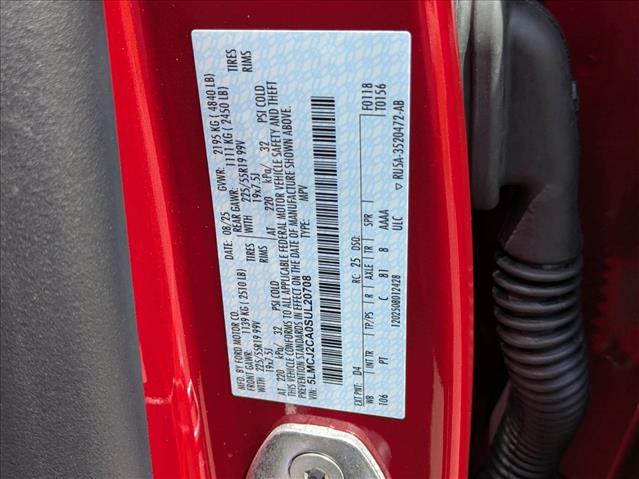 MFD. BY FORD MOTOR CO. DATE: 08/25 GVWR: 2195 KG ( 4840 LB)
FRONT GAWR: 1139 KG ( 2510 LB) REAR GAWR: 1111 KG ( 2450 LB)
WITH 225/55R19 99V TIRES WITH 225/55R19 99V TIRES
19x7.5J RIMS 19x7.5J RIMS
AT 220 kPa/ 32 PSI COLD AT 220 kPa/ 32 PSI COLD
THIS VEHICLE CONFORMS TO ALL APPLICABLE FEDERAL MOTOR VEHICLE SAFETY AND THEFT
PREVENTION STANDARDS IN EFFECT ON THE DATE OF MANUFACTURE SHOWN ABOVE.
VIN: 5LMCJ2CA0SUL20708 TYPE: MPV
F0118
T0156
EXT PNT: D4 RC: 25 DSO:
WB INT TR TP/PS R AXLE TR SPR
106 PT C 81 8 AAAA
120250801242B ULC ▽ RU5A-3520472-AB